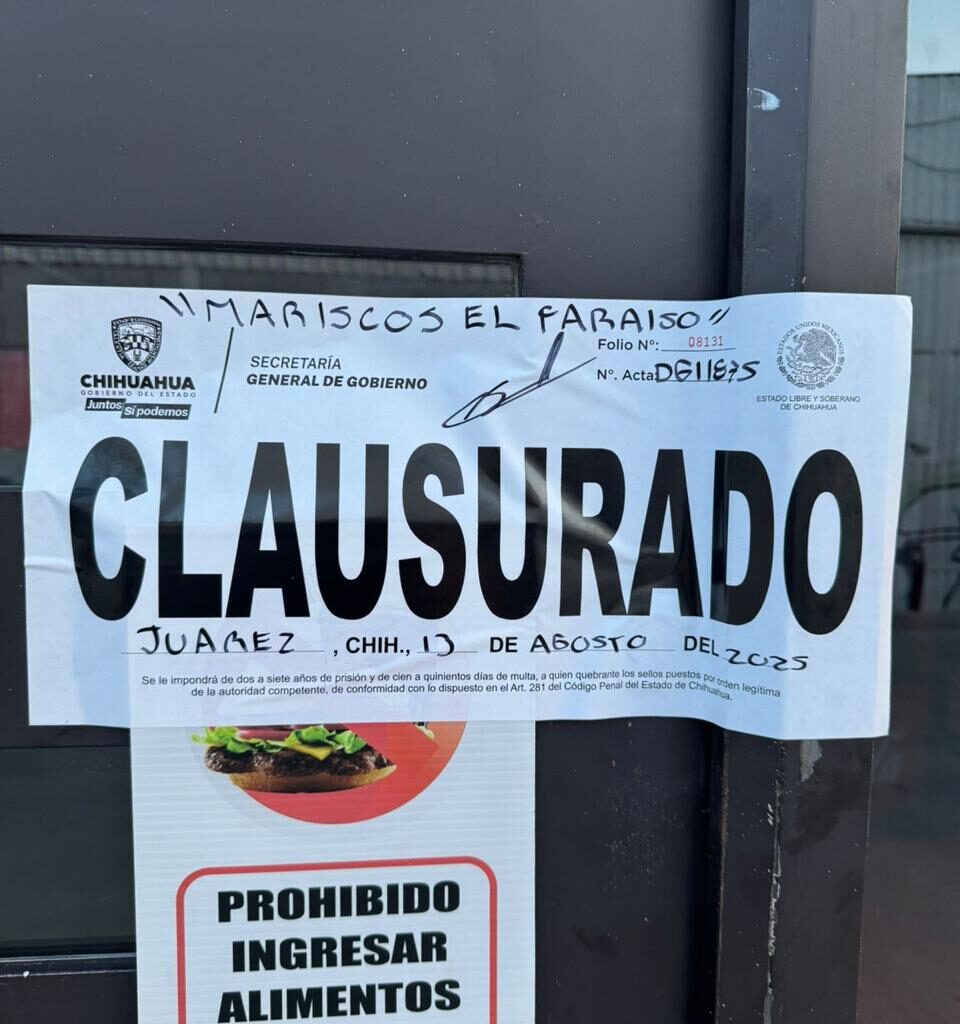 "MARISCOS EL PARAISO"
CHIHUAHUA
GOBIERNO DEL ESTADO
Juntos Sí podemos
SECRETARÍA
GENERAL DE GOBIERNO
Folio Nº: 08131
Nº. Acta: DG11875
ESTADOS UNIDOS MEXICANOS
ESTADO LIBRE Y SOBERANO
DE CHIHUAHUA
CLAUSURADO
JUAREZ, CHIH., 13 DE AGOSTO DEL 2025
Se le impondrá de dos a siete años de prisión y de cien a quinientos días de multa, a quien quebrante los sellos puestos por orden legítima
de la autoridad competente, de conformidad con lo dispuesto en el Art. 281 del Código Penal del Estado de Chihuahua.
PROHIBIDO
INGRESAR
ALIMENTOS